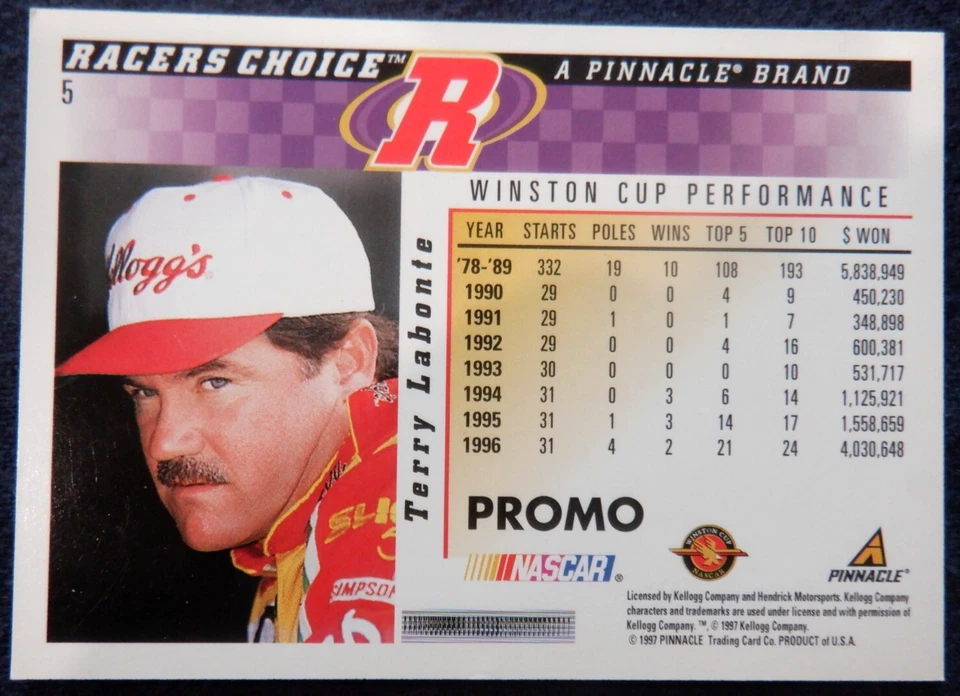 RACERS CHOICE™ R A PINNACLE® BRAND
5
WINSTON CUP PERFORMANCE
YEAR STARTS POLES WINS TOP 5 TOP 10 $ WON
'78-'89 332 19 10 108 193 5,838,949
1990 29 0 0 4 9 450,230
1991 29 1 0 1 7 348,898
1992 29 0 0 4 16 600,381
1993 30 0 0 0 10 531,717
1994 31 0 3 6 14 1,125,921
1995 31 1 3 14 17 1,558,659
1996 31 4 2 21 24 4,030,648
Terry Labonte
Kellogg's
SIMPSON
PROMO
NASCAR®
WINSTON CUP
NASCAR
PINNACLE®
Licensed by Kellogg Company and Hendrick Motorsports. Kellogg Company
characters and trademarks are used under license and with permission of
Kellogg Company. ™, © 1997 Kellogg Company.
© 1997 PINNACLE Trading Card Co. PRODUCT of U.S.A.